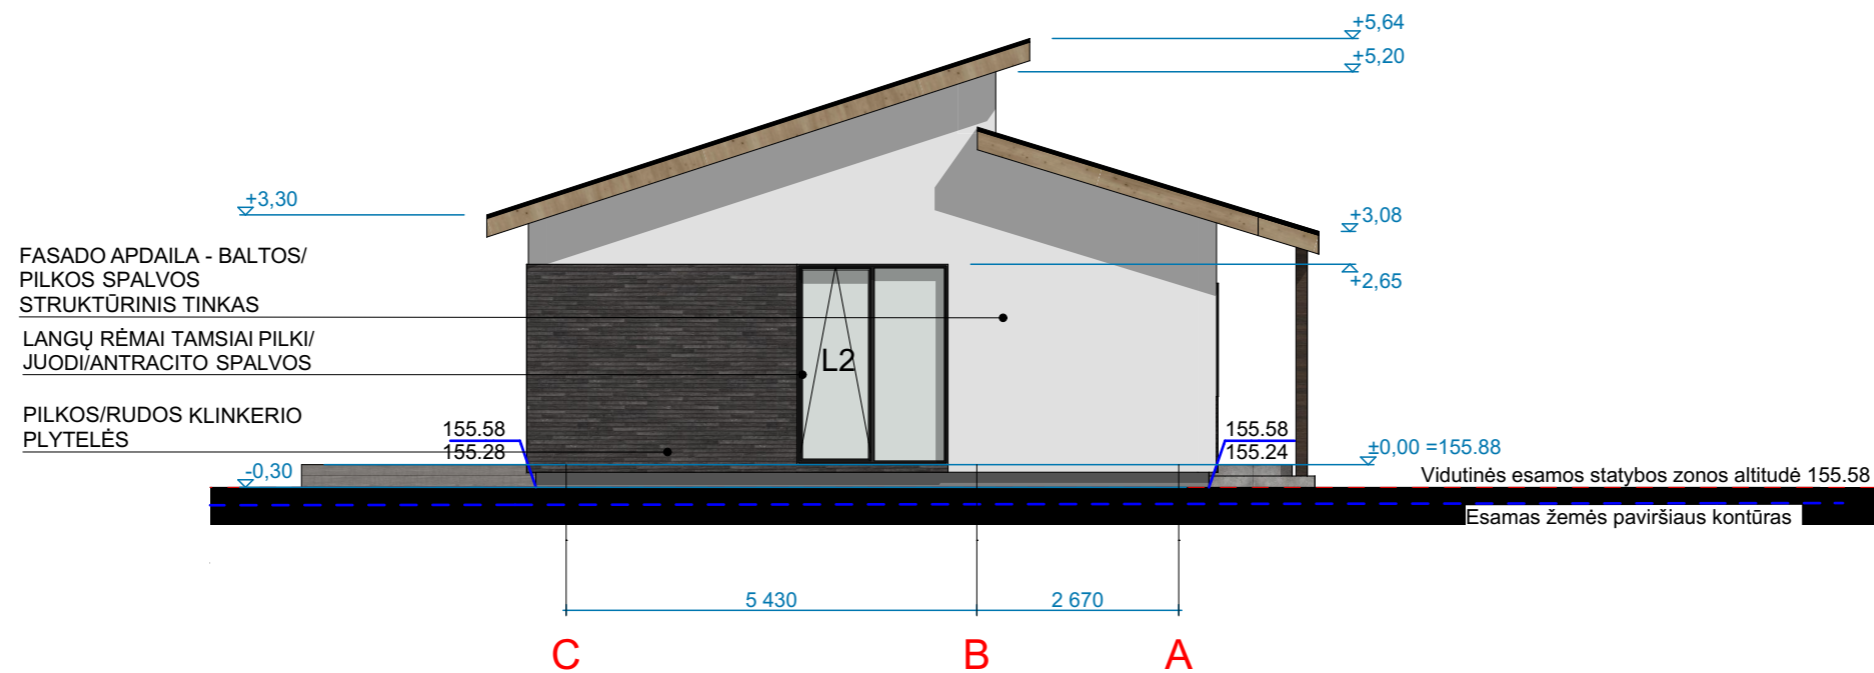 +5,64
+5,20
+3,30
+3,08
+2,65
FASADO APDAILA - BALTOS/
PILKOS SPALVOS
STRUKTŪRINIS TINKAS
LANGŲ RĖMAI TAMSIAI PILKI/
JUODI/ANTRACITO SPALVOS
L2
PILKOS/RUDOS KLINKERIO
PLYTELĖS
155.58
155.28
155.58
155.24
±0,00 =155.88
-0,30
Vidutinės esamos statybos zonos altitudė 155.58
Esamas žemės paviršiaus kontūras
5 430
2 670
C
B
A